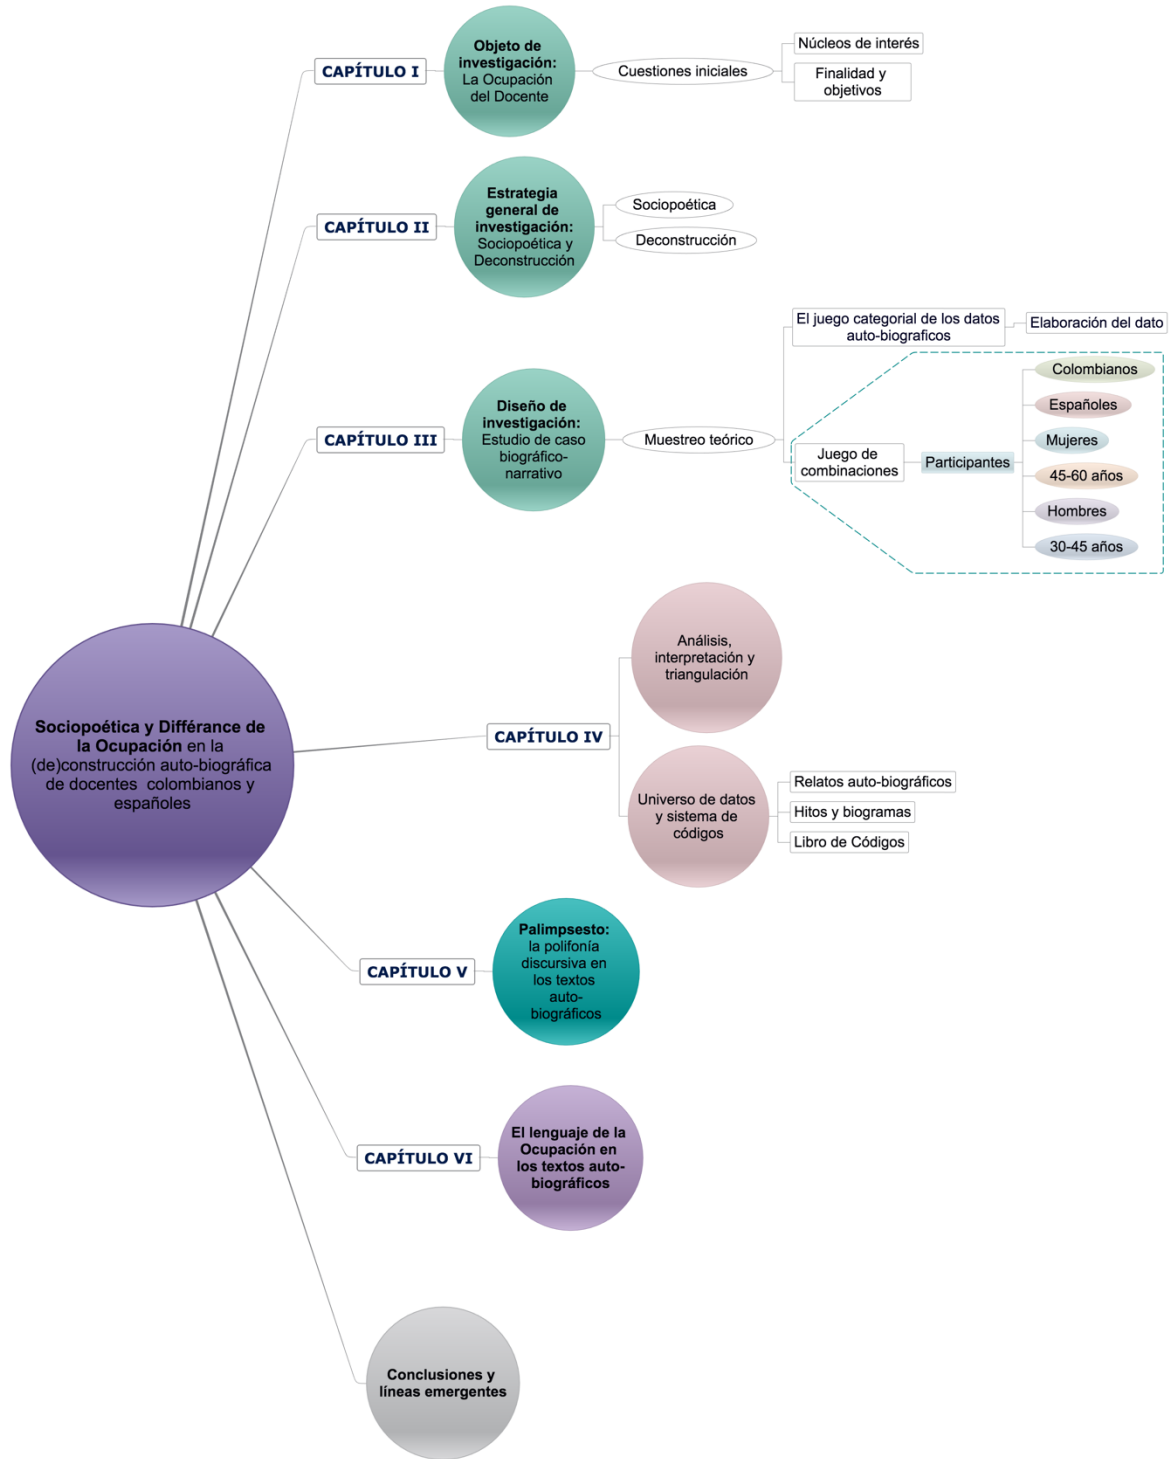 Objeto de
investigación:
La Ocupación
del Docente
CAPÍTULO I
Cuestiones iniciales
Núcleos de interés
Finalidad y
objetivos
Estrategia
general de
investigación:
Sociopoética y
Deconstrucción
CAPÍTULO II
Sociopoética
Deconstrucción
El juego categorial de los datos
auto-biograficos
Elaboración del dato
Diseño de
investigación:
Estudio de caso
biográfico-
narrativo
CAPÍTULO III
Muestreo teórico
Juego de
combinaciones
Participantes
Colombianos
Españoles
Mujeres
45-60 años
Hombres
30-45 años
Sociopoética y Différance de
la Ocupación en la
(de)construcción auto-biográfica
de docentes colombianos y
españoles
CAPÍTULO IV
Análisis,
interpretación y
triangulación
Universo de datos
y sistema de
códigos
Relatos auto-biográficos
Hitos y biogramas
Libro de Códigos
CAPÍTULO V
Palimpsesto:
la polifonía
discursiva en
los textos
auto-
biográficos
CAPÍTULO VI
El lenguaje de la
Ocupación en
los textos auto-
biográficos
Conclusiones y
líneas emergentes